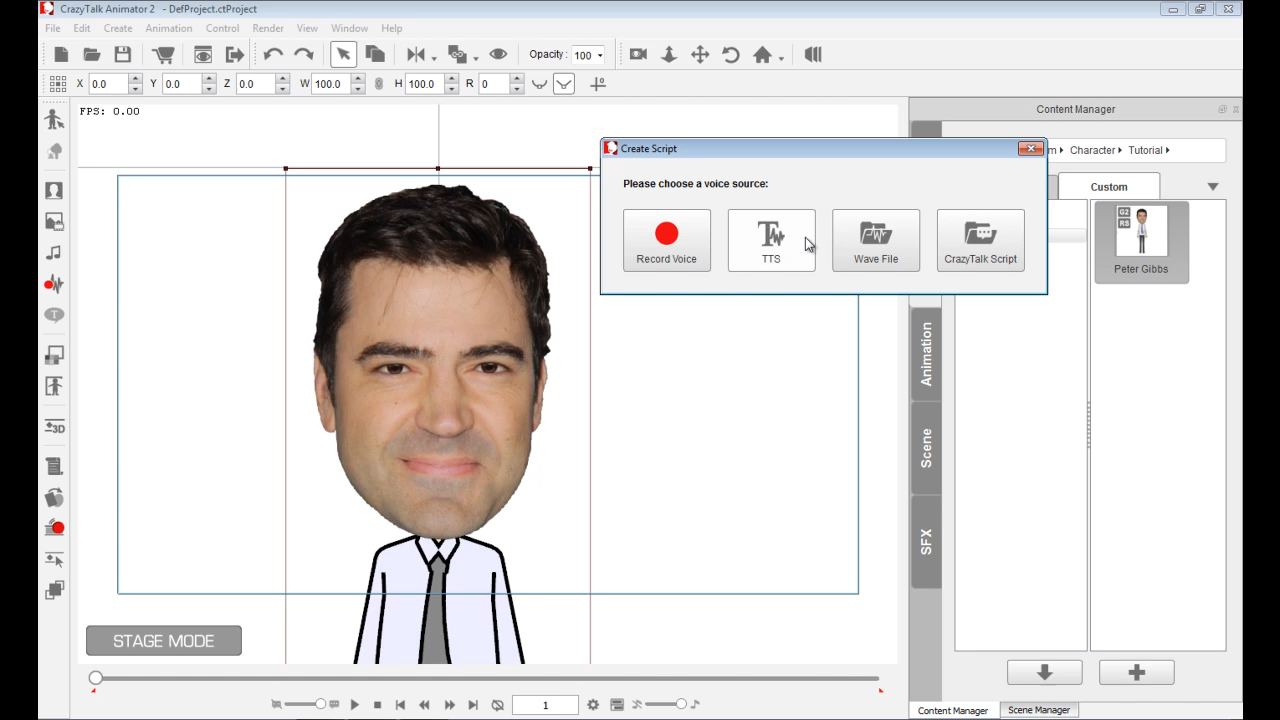 CrazyTalk Animator 2 - DefProject.ctProject
File Edit Create Animation Control Render View Window Help
Opacity : 100
X 0.0 Y 0.0 Z 0.0 W 100.0 H 100.0 R 0
FPS: 0.00
Content Manager
Create Script
m Character Tutorial
Please choose a voice source:
Custom
Record Voice TTS Wave File CrazyTalk Script
G2
RS
Peter Gibbs
Animation
Scene
SFX
3D
STAGE MODE
1
Content Manager Scene Manager